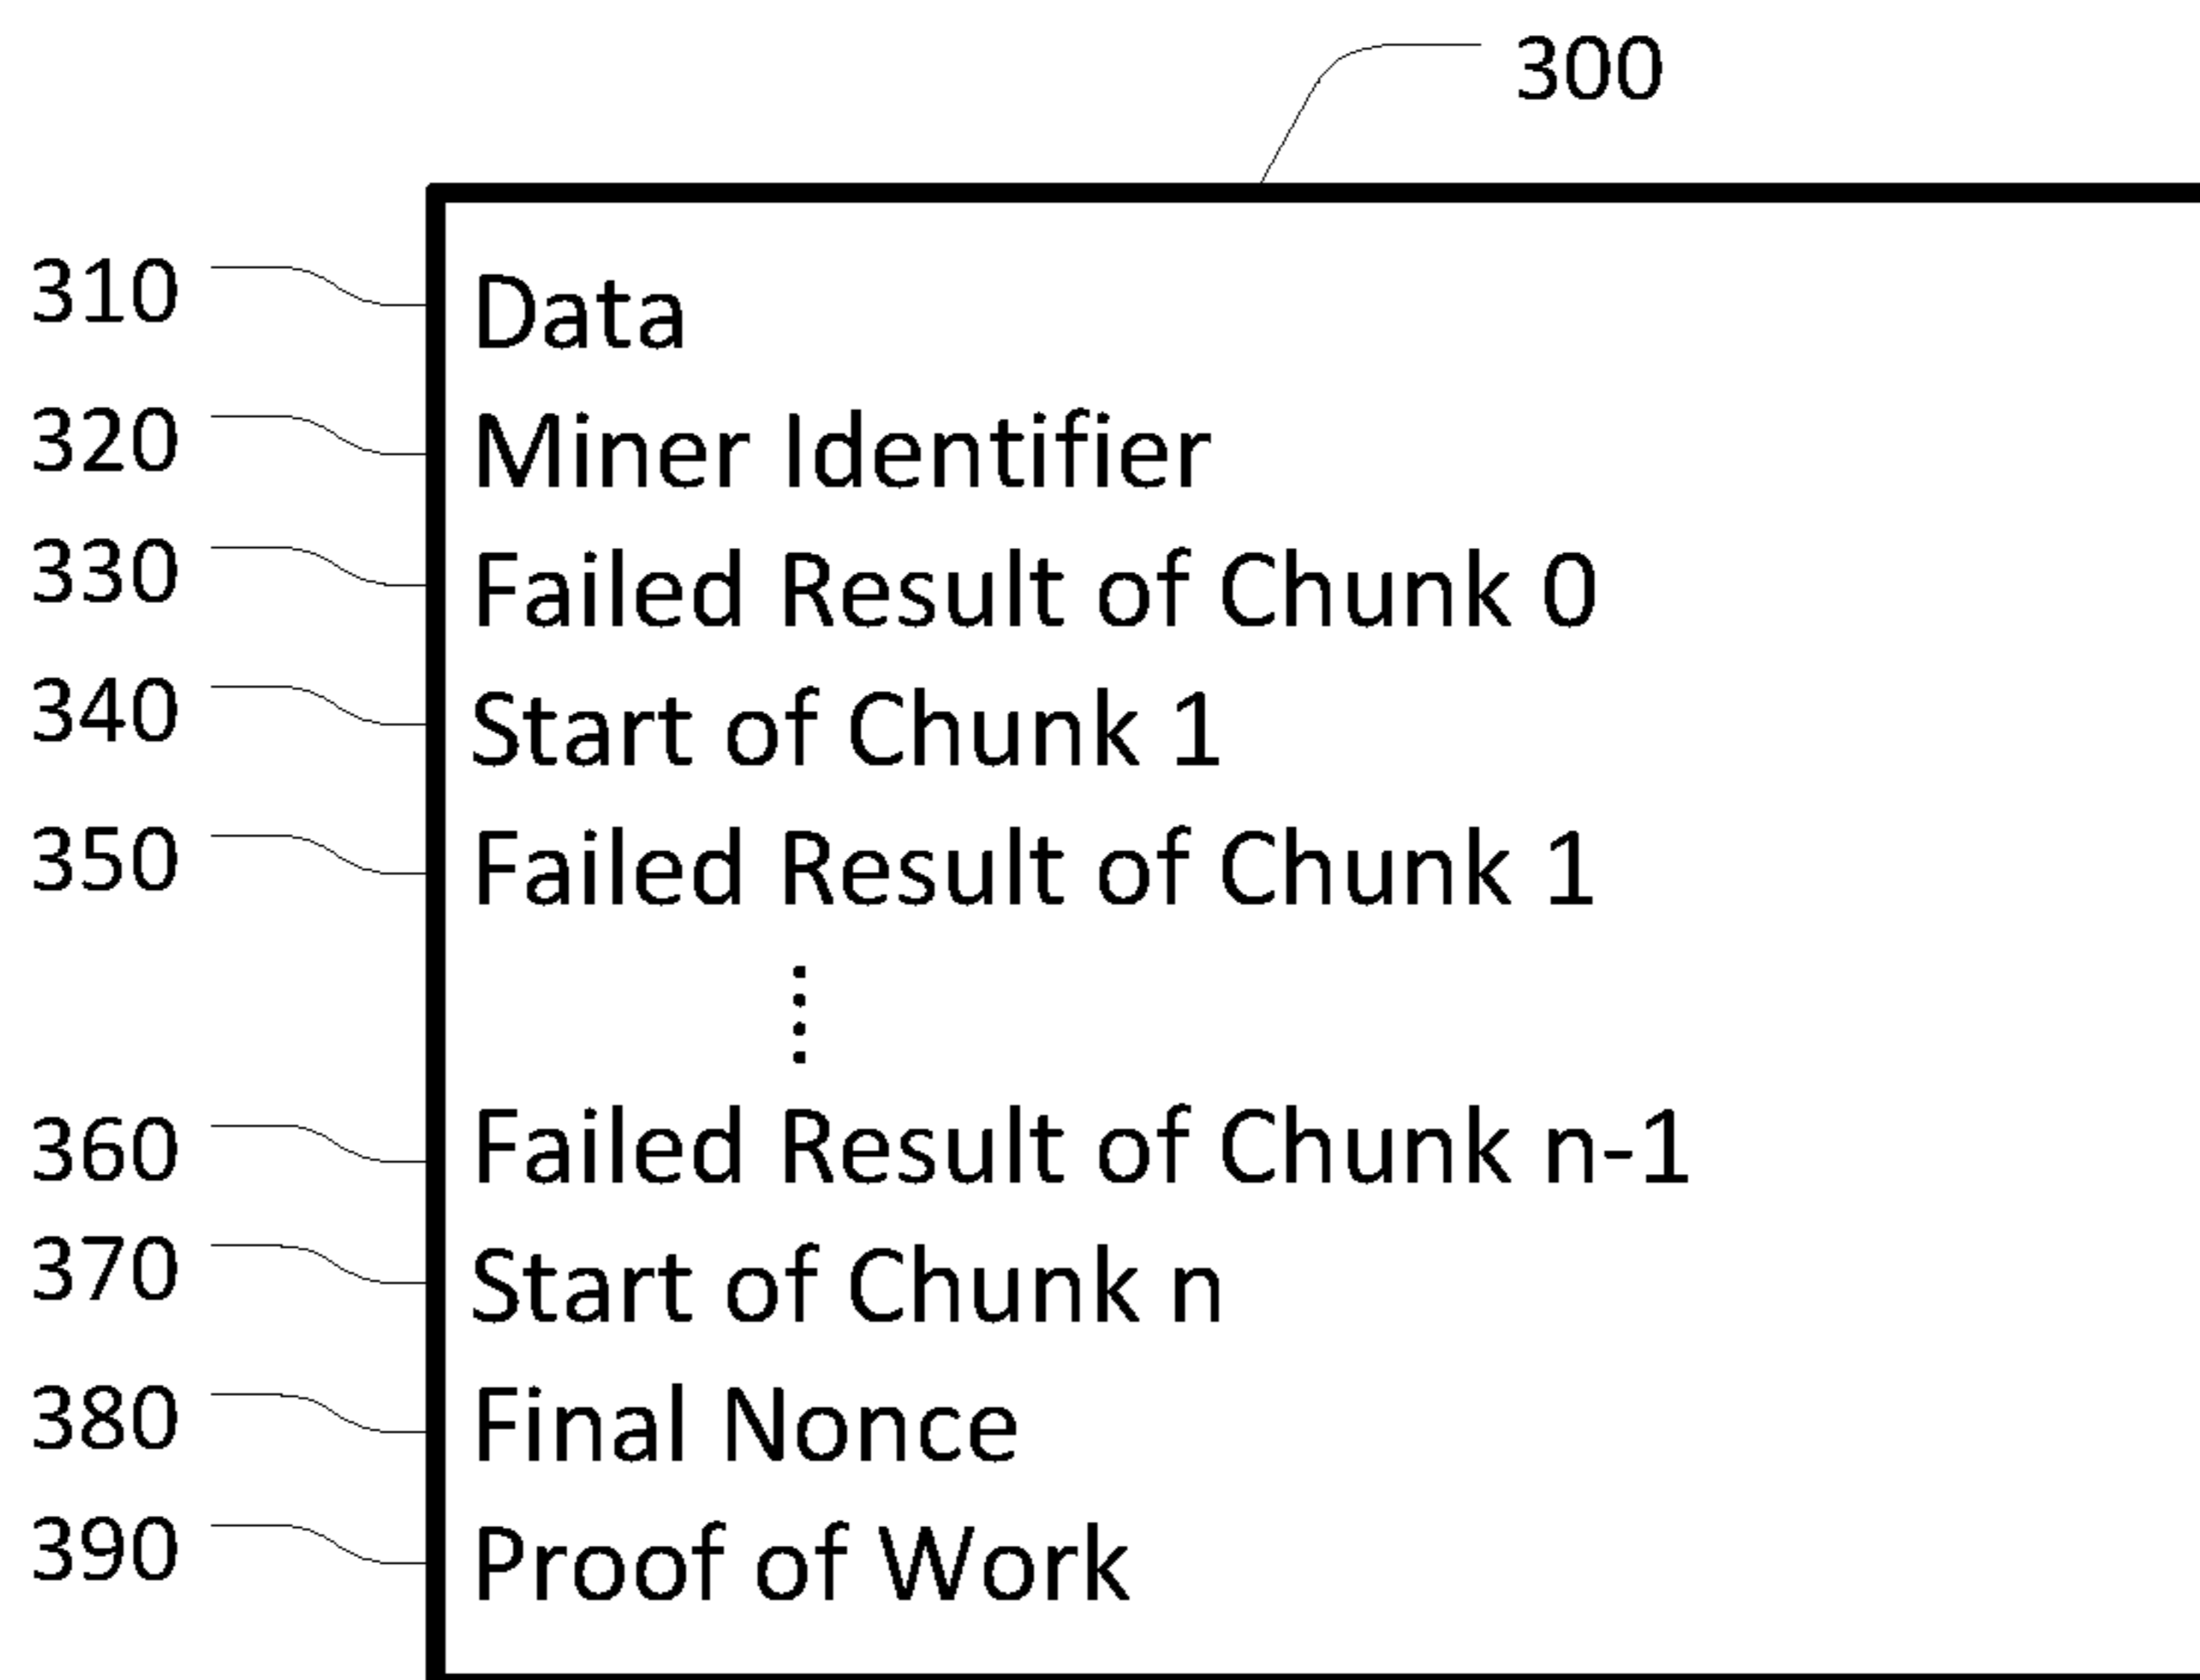 300
310 Data
320 Miner Identifier
330 Failed Result of Chunk 0
340 Start of Chunk 1
350 Failed Result of Chunk 1
360 Failed Result of Chunk n-1
370 Start of Chunk n
380 Final Nonce
390 Proof of Work